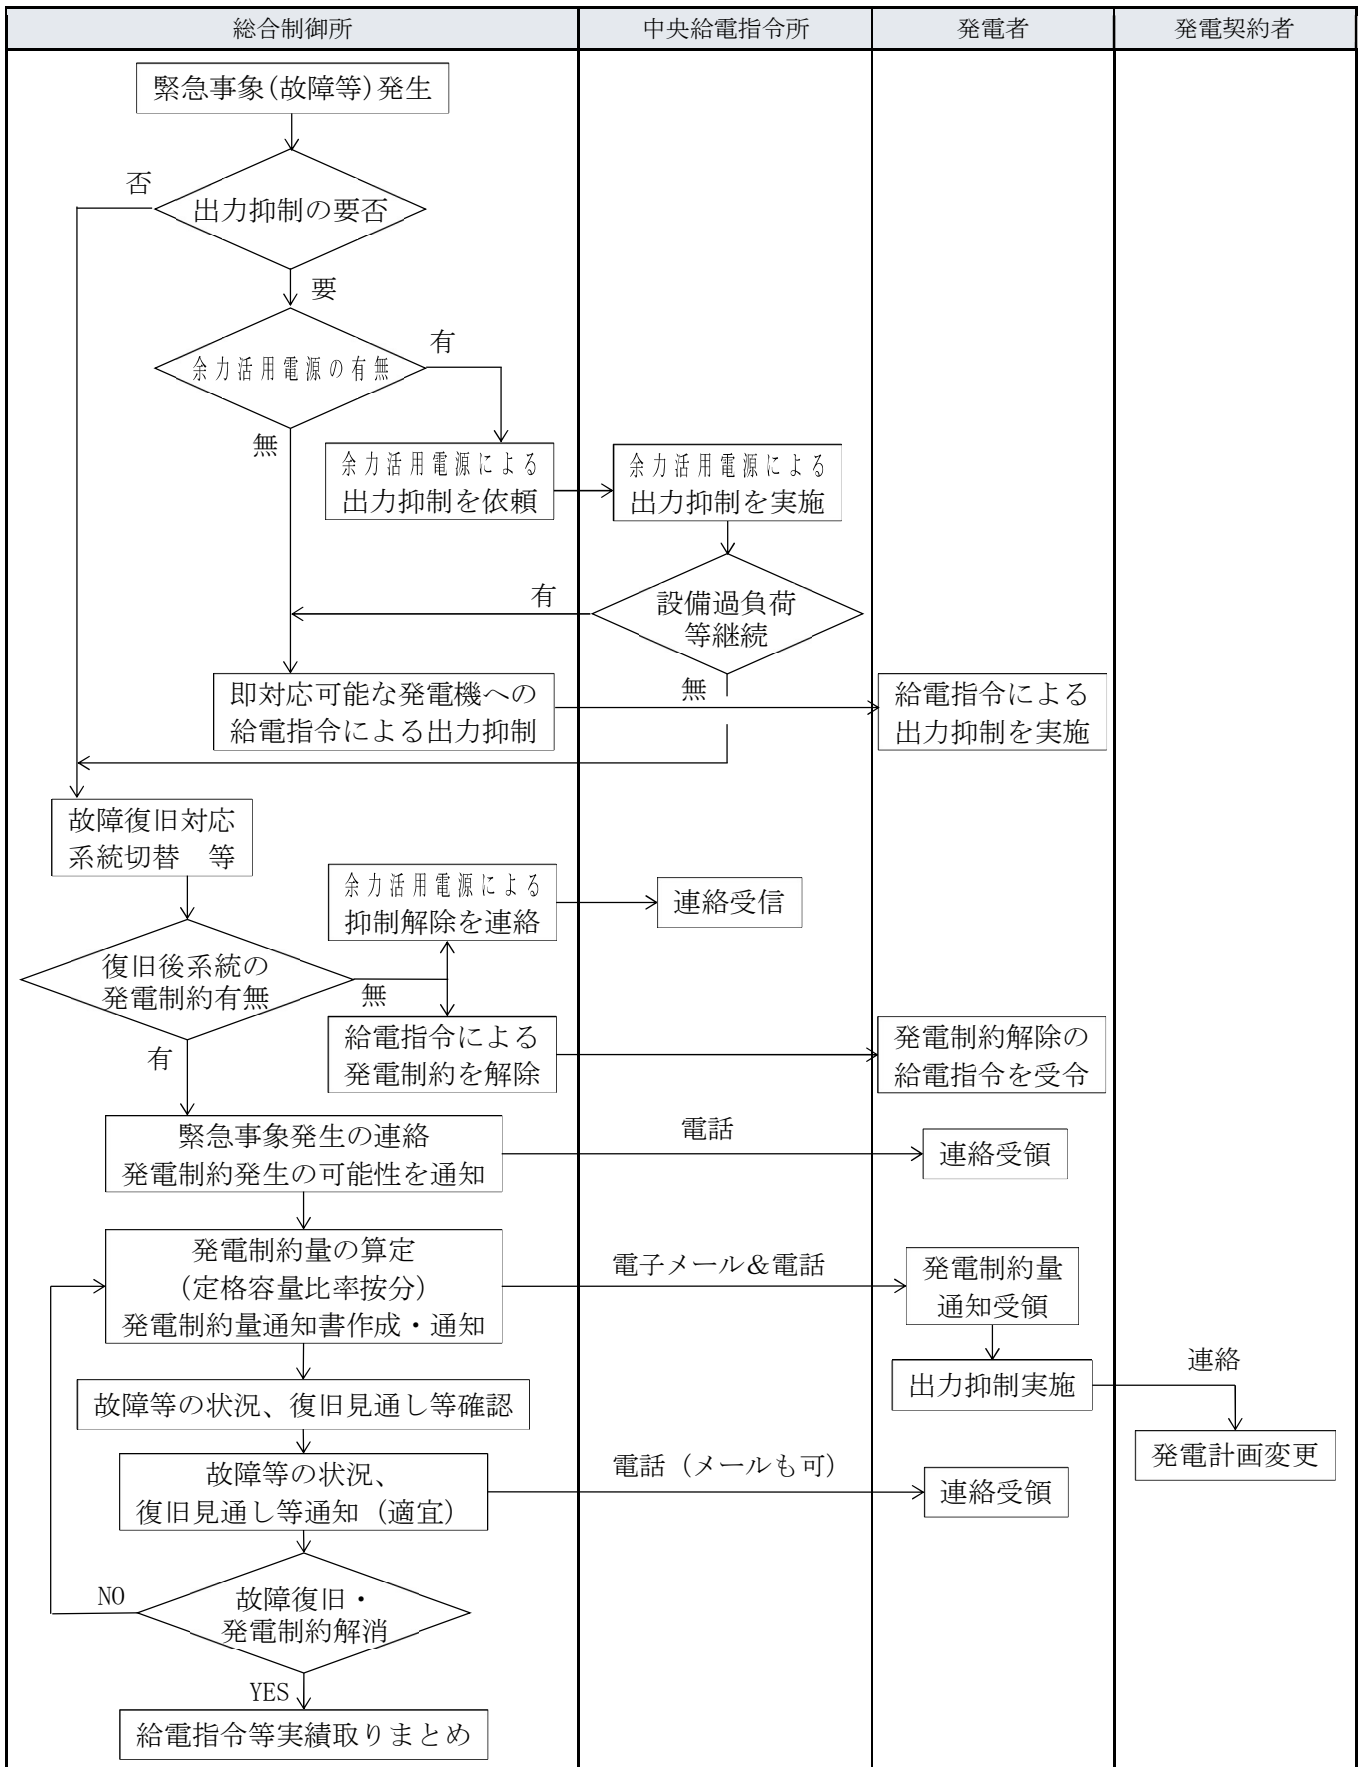 総合制御所
中央給電指令所
発電者
発電契約者
緊急事象(故障等)発生
否
出力抑制の要否
要
有
余力活用電源の有無
無
余力活用電源による
出力抑制を依頼
余力活用電源による
出力抑制を実施
有
設備過負荷
等継続
無
即対応可能な発電機への
給電指令による出力抑制
給電指令による
出力抑制を実施
故障復旧対応
系統切替　等
余力活用電源による
抑制解除を連絡
連絡受信
復旧後系統の
発電制約有無
無
有
給電指令による
発電制約を解除
発電制約解除の
給電指令を受令
緊急事象発生の連絡
発電制約発生の可能性を通知
電話
連絡受領
発電制約量の算定
(定格容量比率按分)
発電制約量通知書作成・通知
電子メール＆電話
発電制約量
通知受領
出力抑制実施
連絡
発電計画変更
故障等の状況、復旧見通し等確認
故障等の状況、
復旧見通し等通知（適宜）
電話（メールも可）
連絡受領
NO
故障復旧・
発電制約解消
YES
給電指令等実績取りまとめ